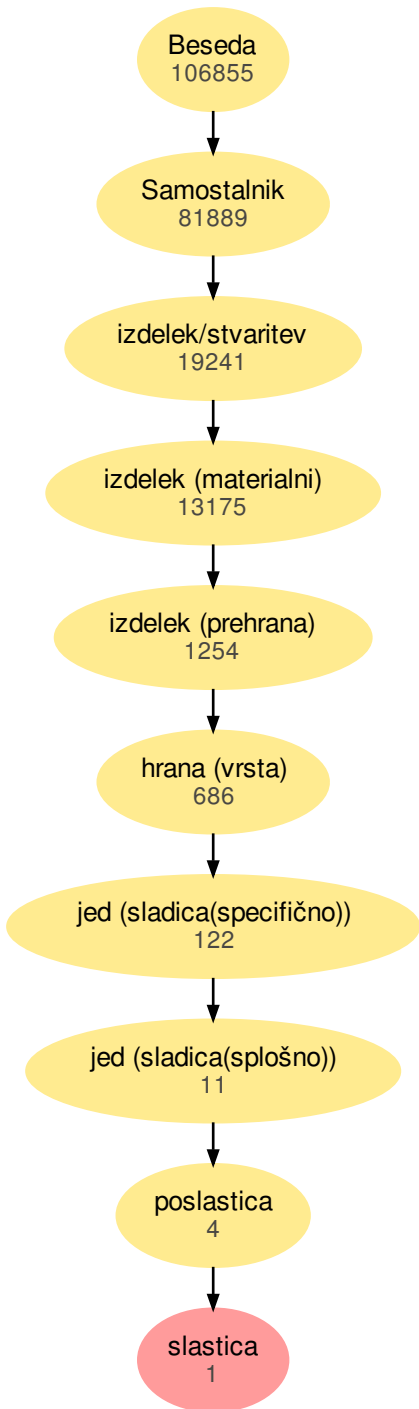 Beseda
106855
Samostalnik
81889
izdelek/stvaritev
19241
izdelek (materialni)
13175
izdelek (prehrana)
1254
hrana (vrsta)
686
jed (sladica(specifično))
122
jed (sladica(splošno))
11
poslastica
4
slastica
1